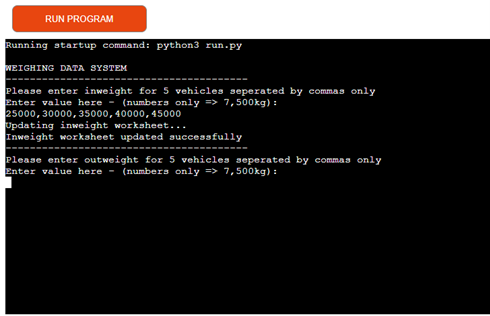 RUN PROGRAM
Running startup command: python3 run.py
WEIGHING DATA SYSTEM
----------------------------------------
Please enter inweight for 5 vehicles seperated by commas only
Enter value here - (numbers only => 7,500kg):
25000,30000,35000,40000,45000
Updating inweight worksheet...
Inweight worksheet updated successfully
----------------------------------------
Please enter outweight for 5 vehicles seperated by commas only
Enter value here - (numbers only => 7,500kg):